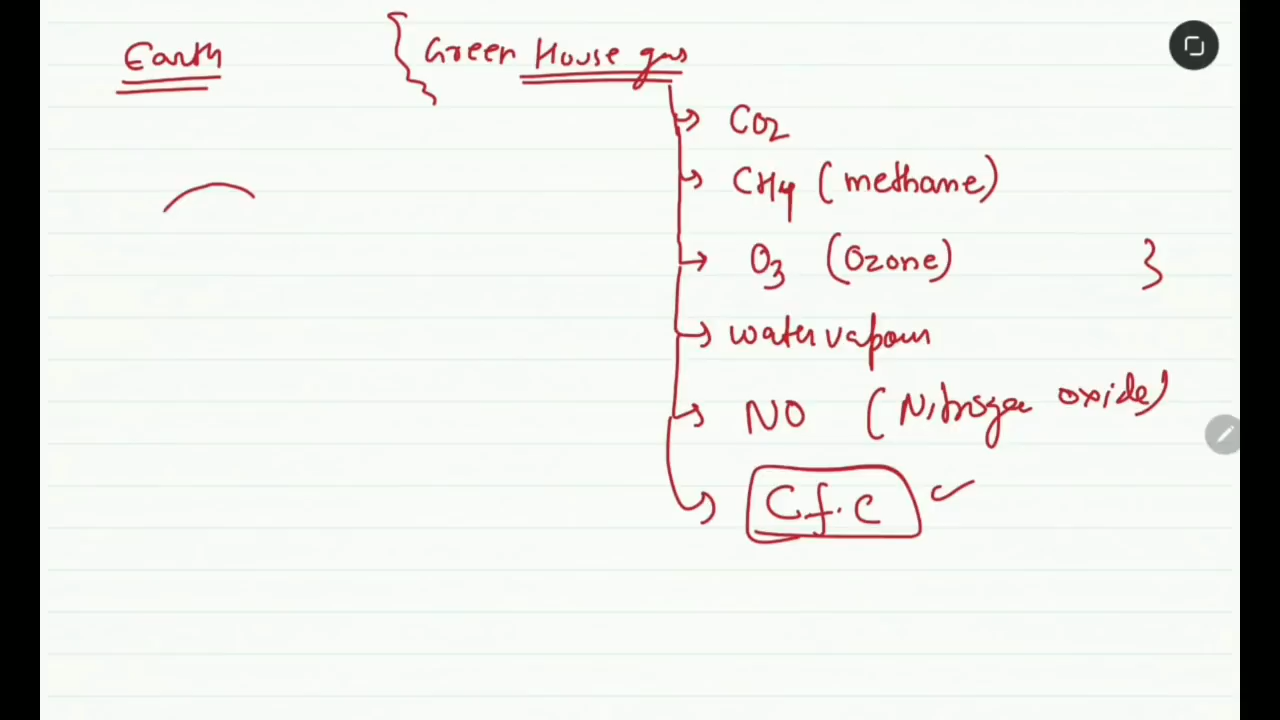 Earth
Green House gas
CO2
CH4 (methane)
O3 (Ozone)
water vapour
NO (Nitrogen oxide)
C.f.c